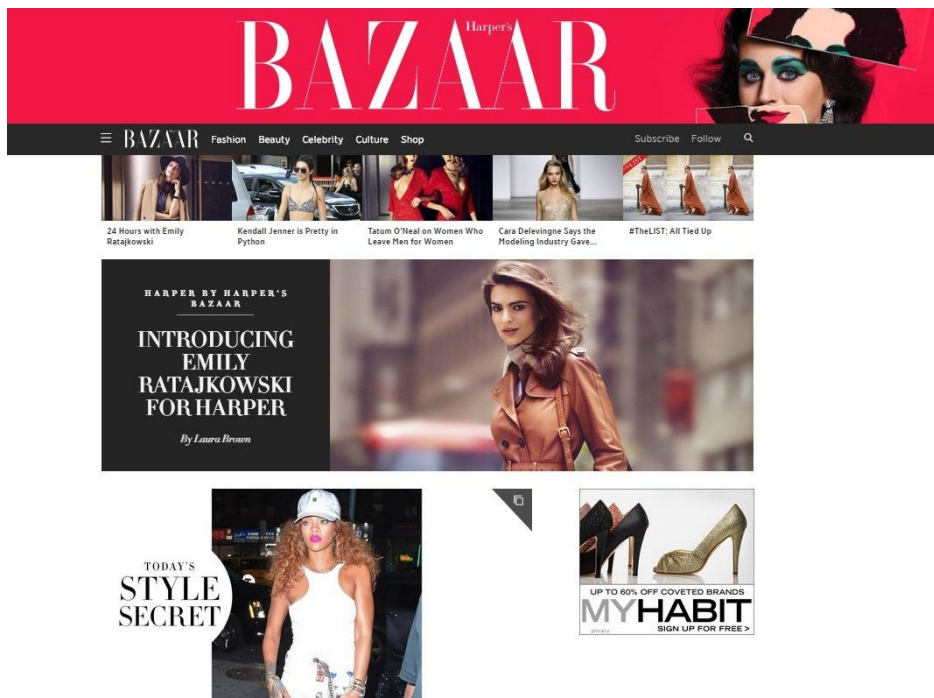 Harper's
BAZAAR
BAZAAR Fashion Beauty Celebrity Culture Shop Subscribe Follow
24 Hours with Emily
Ratajkowski
Kendall Jenner is Pretty in
Python
Tatum O'Neal on Women Who
Leave Men for Women
Cara Delevingne Says the
Modeling Industry Gave...
#TheLIST: All Tied Up
HARPER BY HARPER'S
BAZAAR
INTRODUCING
EMILY
RATAJKOWSKI
FOR HARPER
By Laura Brown
TODAY'S
STYLE
SECRET
UP TO 60% OFF COVETED BRANDS
MYHABIT
privacy
SIGN UP FOR FREE >